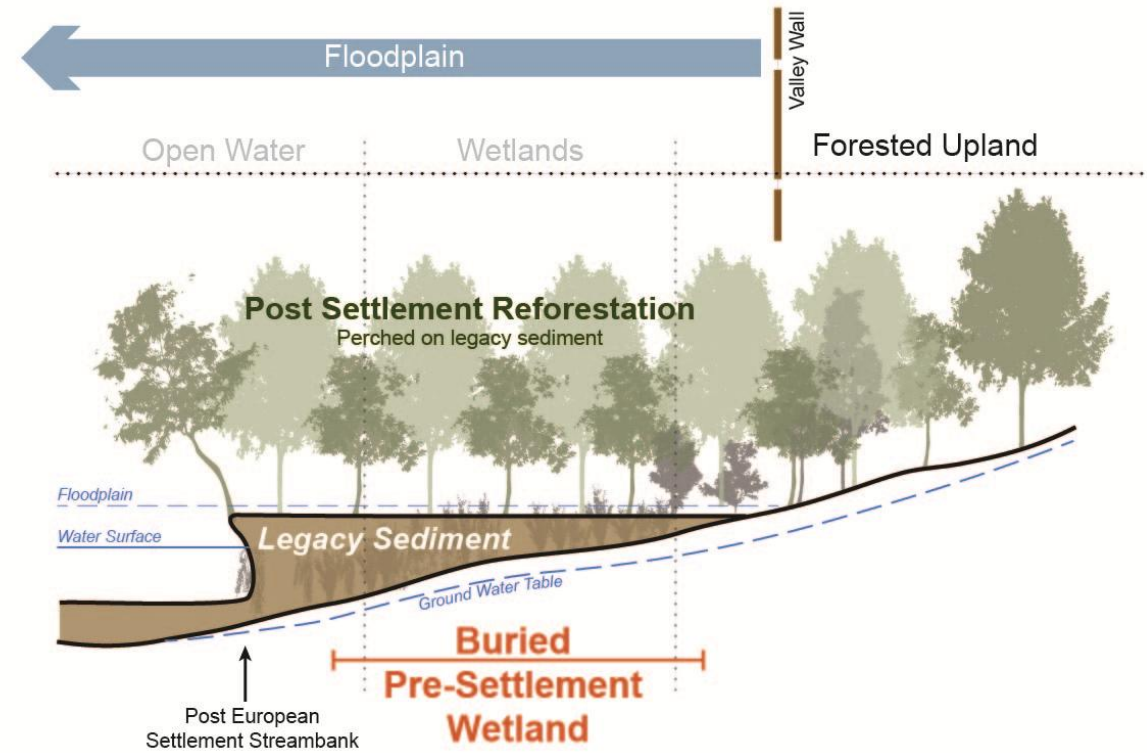 Floodplain
Valley Wall
Open Water
Wetlands
Forested Upland
Post Settlement Reforestation
Perched on legacy sediment
Floodplain
Water Surface
Legacy Sediment
Ground Water Table
Buried
Pre-Settlement
Wetland
Post European
Settlement Streambank